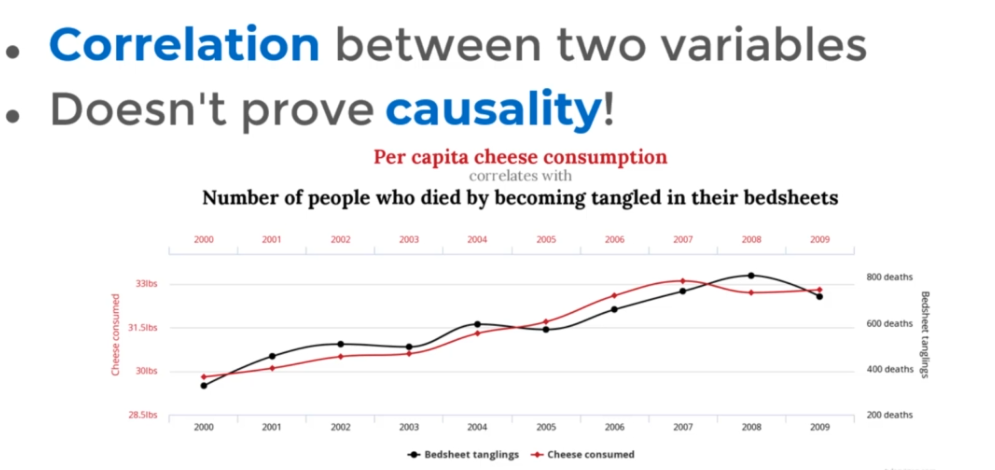 • Correlation between two variables
• Doesn't prove causality!
Per capita cheese consumption
correlates with
Number of people who died by becoming tangled in their bedsheets
2000 2001 2002 2003 2004 2005 2006 2007 2008 2009
Cheese consumed
33lbs
31.5lbs
30lbs
28.5lbs
800 deaths
600 deaths
400 deaths
200 deaths
Bedsheet tanglings
2000 2001 2002 2003 2004 2005 2006 2007 2008 2009
Bedsheet tanglings Cheese consumed